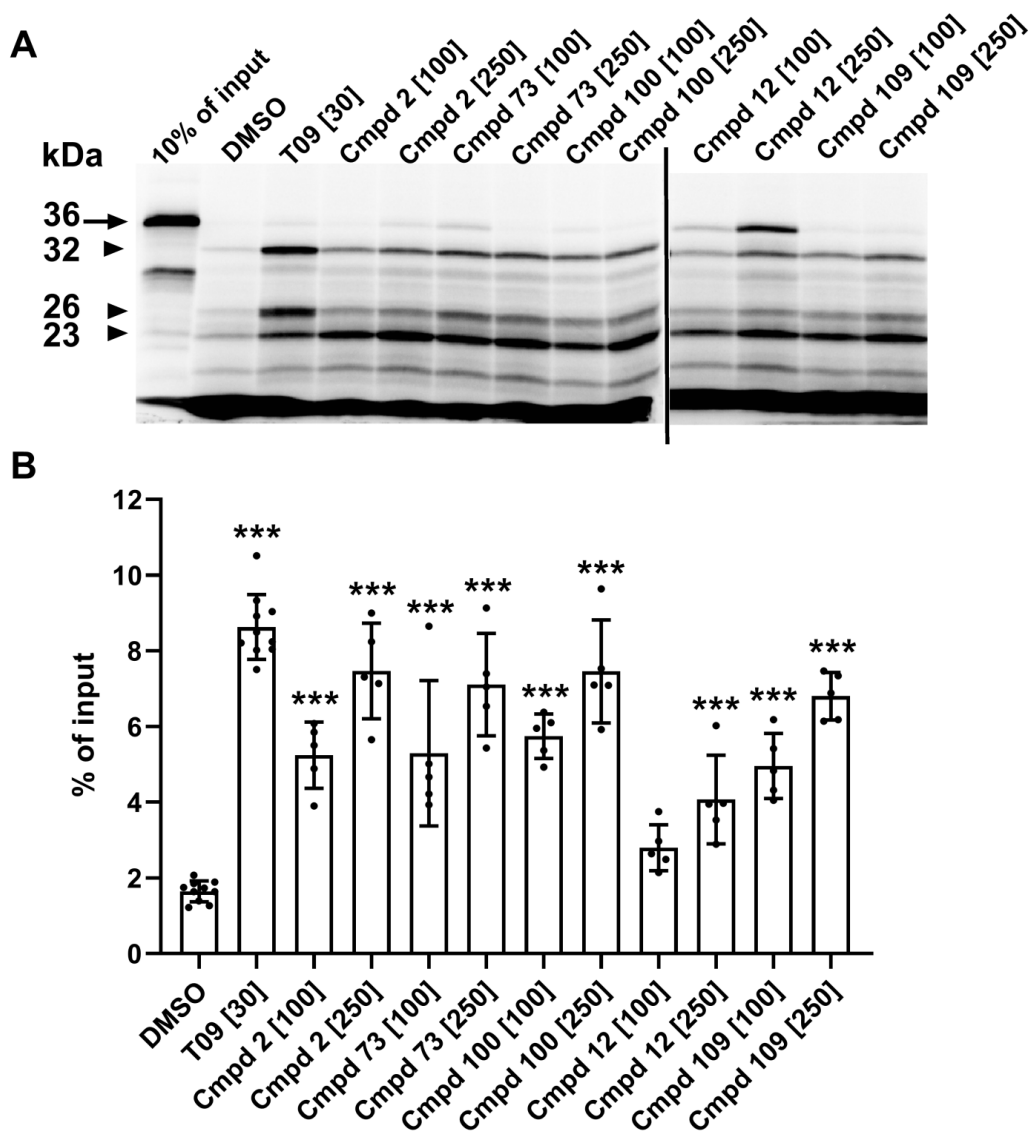 A
10% of input
DMSO
T09 [30]
Cmpd 2 [100]
Cmpd 2 [250]
Cmpd 73 [100]
Cmpd 73 [250]
Cmpd 100 [100]
Cmpd 100 [250]
Cmpd 12 [100]
Cmpd 12 [250]
Cmpd 109 [100]
Cmpd 109 [250]
kDa
36
32
26
23
B
% of input
12
10
8
6
4
2
0
***
***
***
***
***
***
***
***
***
***
DMSO
T09 [30]
Cmpd 2 [100]
Cmpd 2 [250]
Cmpd 73 [100]
Cmpd 73 [250]
Cmpd 100 [100]
Cmpd 100 [250]
Cmpd 12 [100]
Cmpd 12 [250]
Cmpd 109 [100]
Cmpd 109 [250]